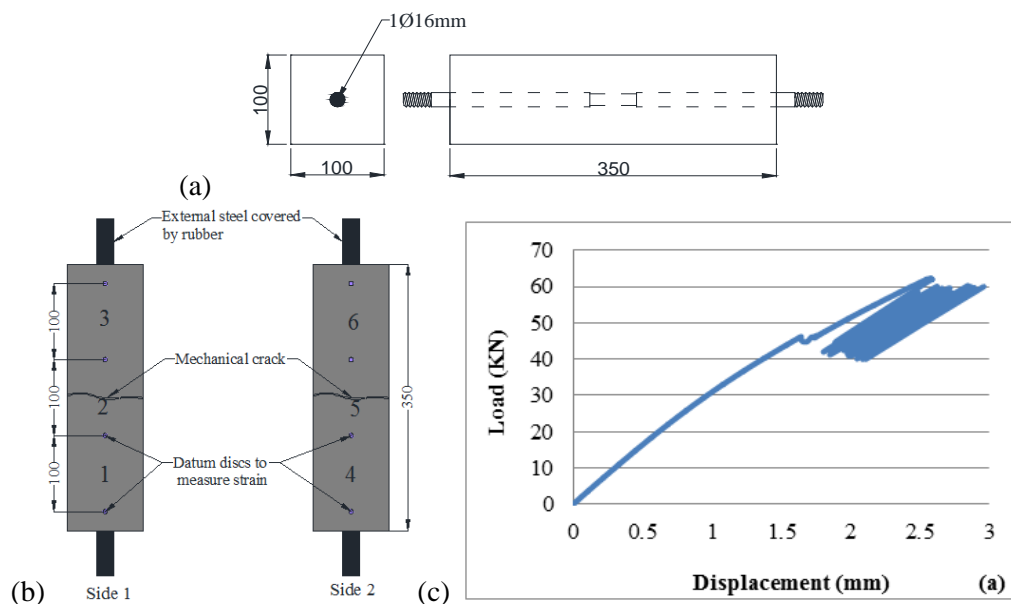 1Ø16mm
100
100
350
(a)
External steel covered
by rubber
3
6
100
Mechanical crack
100
2
5
350
100
Datum discs to
measure strain
1
4
(b)
Side 1
Side 2
(c)
70
60
50
40
30
20
10
0
Load (KN)
0 0.5 1 1.5 2 2.5 3
Displacement (mm)
(a)